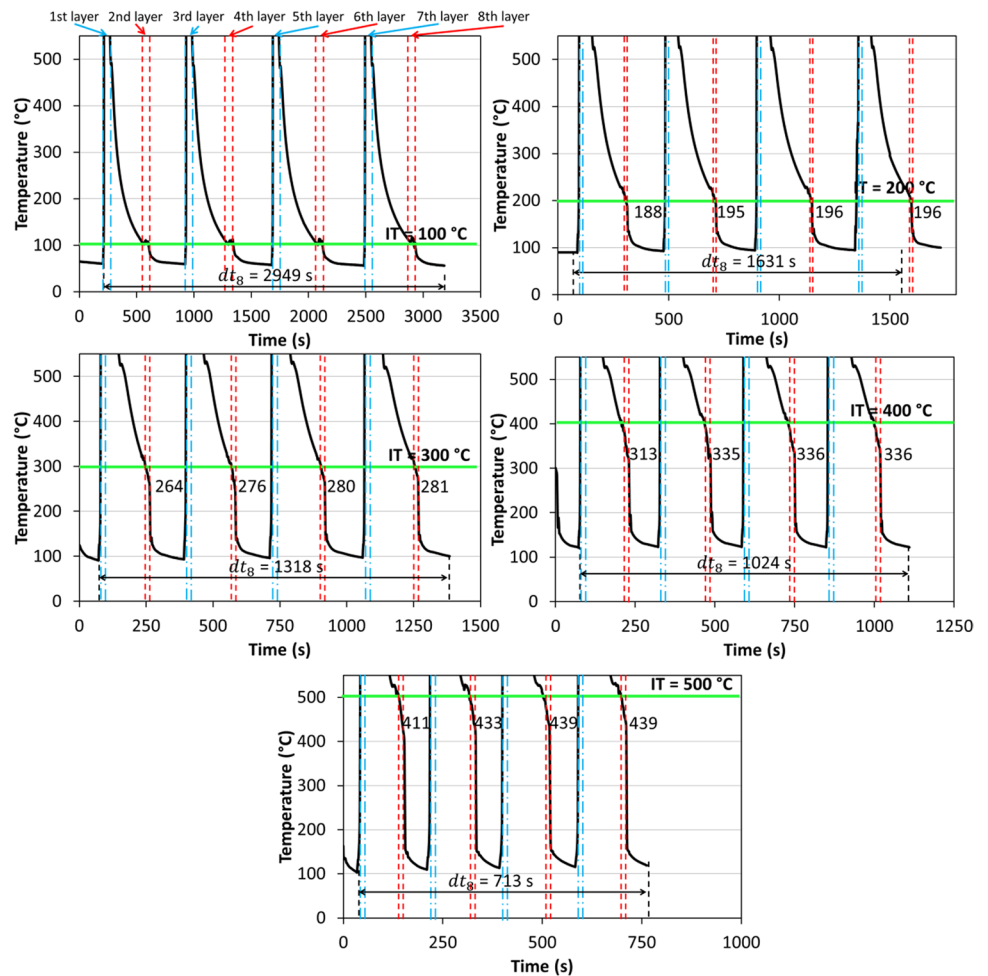 1st layer 2nd layer 3rd layer 4th layer 5th layer 6th layer 7th layer 8th layer
Temperature (°C)
500
400
300
200
100
0
IT = 100 °C
dt₈ = 2949 s
0 500 1000 1500 2000 2500 3000 3500
Time (s)
Temperature (°C)
500
400
300
200
100
0
IT = 200 °C
188 195 196 196
dt₈ = 1631 s
0 500 1000 1500
Time (s)
Temperature (°C)
500
400
300
200
100
0
IT = 300 °C
264 276 280 281
dt₈ = 1318 s
0 250 500 750 1000 1250 1500
Time (s)
Temperature (°C)
500
400
300
200
100
0
IT = 400 °C
313 335 336 336
dt₈ = 1024 s
0 250 500 750 1000 1250
Time (s)
Temperature (°C)
500
400
300
200
100
0
IT = 500 °C
411 433 439 439
dt₈ = 713 s
0 250 500 750 1000
Time (s)